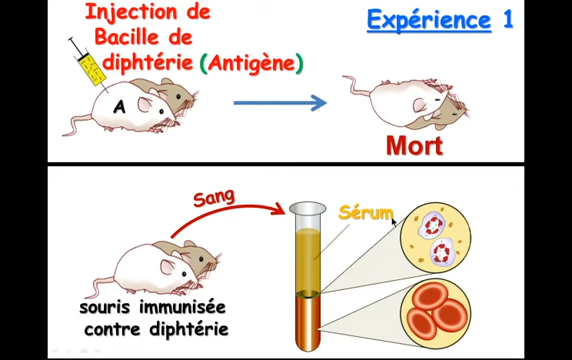 Injection de
Bacille de
diphtérie (Antigène)
Expérience 1
A
Mort
Sang
Sérum
souris immunisée
contre diphtérie